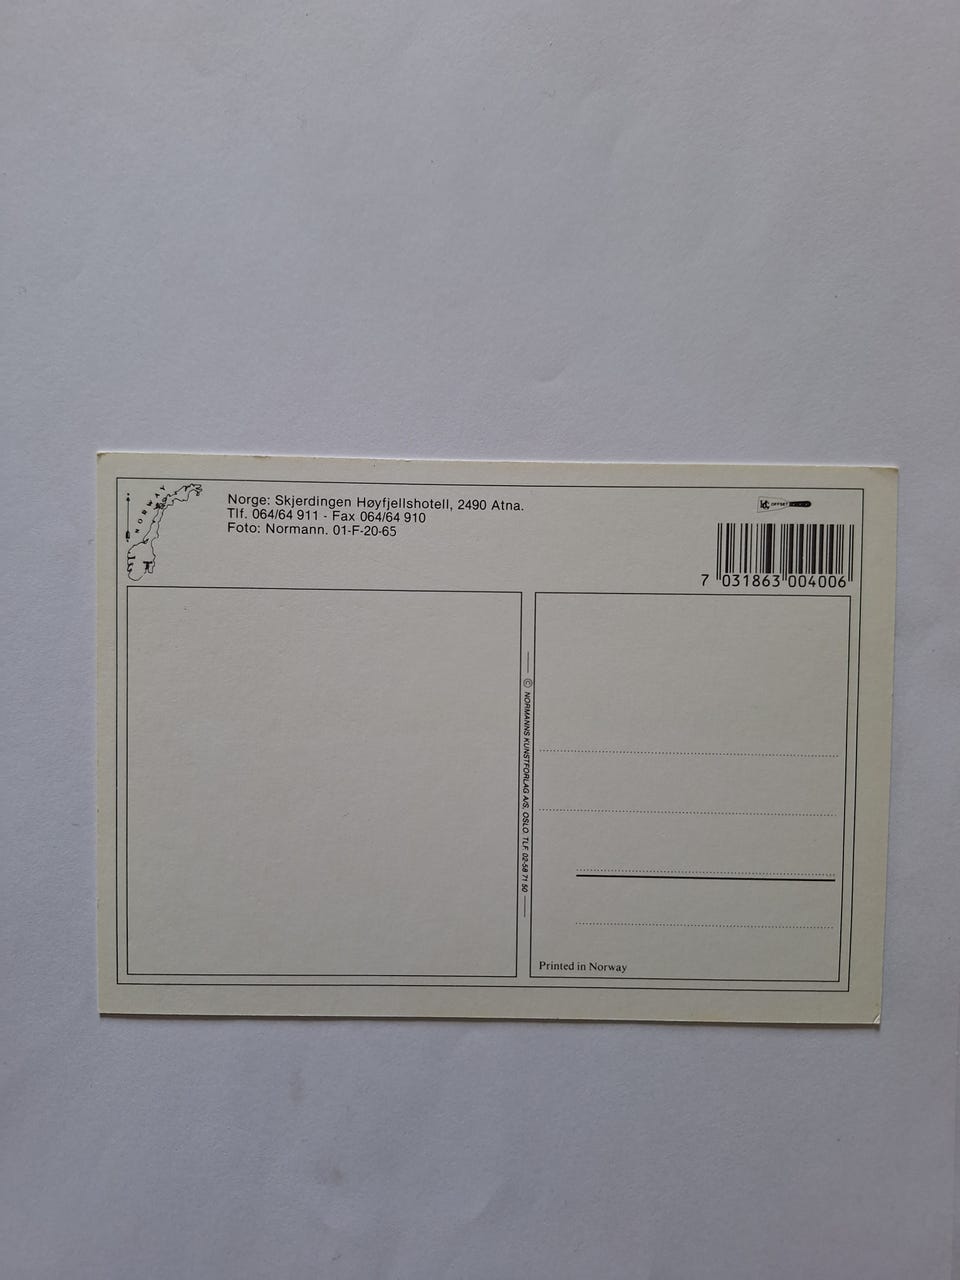 NORWAY
Norge: Skjerdingen Høyfjellshotell, 2490 Atna.
Tlf. 064/64 911 - Fax 064/64 910
Foto: Normann. 01-F-20-65
OFFSET
7 031863 004006
© NORMANNS KUNSTFORLAG A/S, OSLO. TLF. 02-58 71 50
Printed in Norway